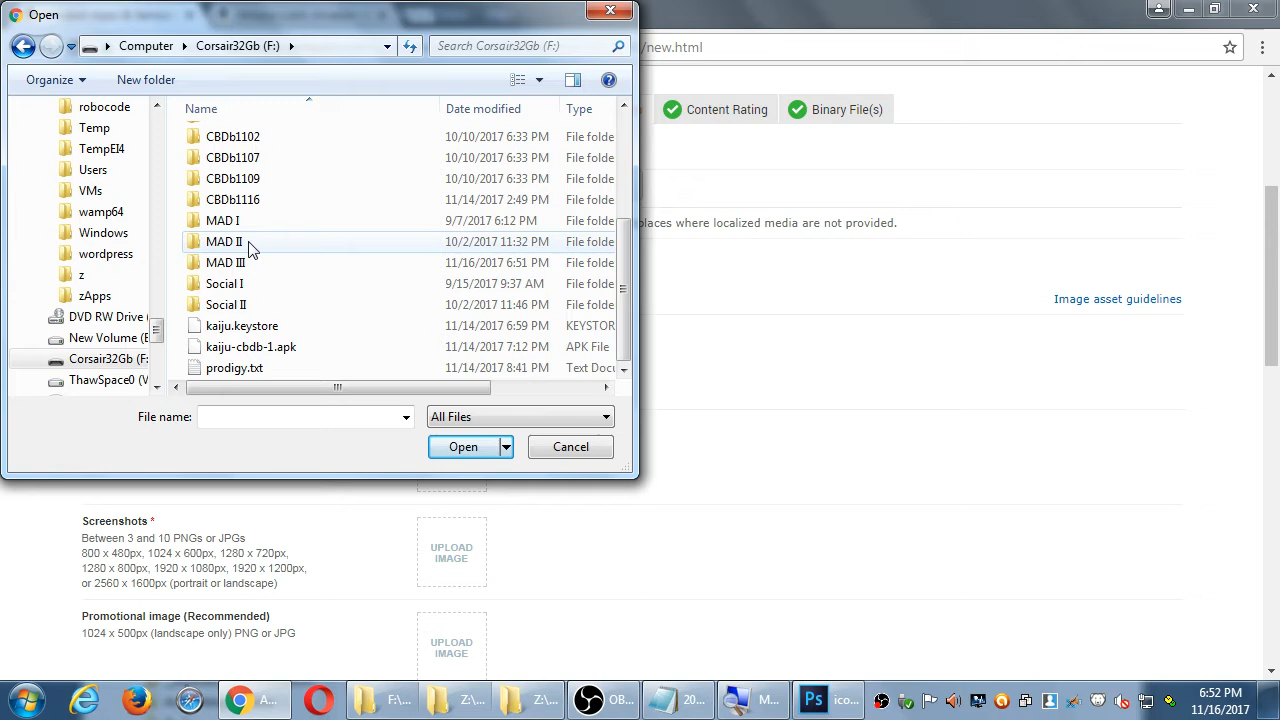 Open
Computer
Corsair32Gb (F:)
Search Corsair32Gb (F:)
/new.html
Organize
New folder
robocode
Temp
TempEI4
Users
VMs
wamp64
Windows
wordpress
z
zApps
DVD RW Drive (
New Volume (E
Corsair32Gb (F:
ThawSpace0 (V
Name
Date modified
Type
CBDb1102
10/10/2017 6:33 PM
File folde
CBDb1107
10/10/2017 6:33 PM
File folde
CBDb1109
10/10/2017 6:33 PM
File folde
CBDb1116
11/14/2017 2:49 PM
File folde
MAD I
9/7/2017 6:12 PM
File folde
MAD II
10/2/2017 11:32 PM
File folde
MAD III
11/16/2017 6:51 PM
File folde
Social I
9/15/2017 9:37 AM
File folde
Social II
10/2/2017 11:46 PM
File folde
kaiju.keystore
11/14/2017 6:59 PM
KEYSTOR
kaiju-cbdb-1.apk
11/14/2017 7:12 PM
APK File
prodigy.txt
11/14/2017 8:41 PM
Text Docu
File name:
All Files
Open
Cancel
Content Rating
Binary File(s)
places where localized media are not provided.
Image asset guidelines
Screenshots *
Between 3 and 10 PNGs or JPGs
800 x 480px, 1024 x 600px, 1280 x 720px,
1280 x 800px, 1920 x 1080px, 1920 x 1200px,
or 2560 x 1600px (portrait or landscape)
UPLOAD
IMAGE
Promotional image (Recommended)
1024 x 500px (landscape only) PNG or JPG
UPLOAD
IMAGE
A...
F:\...
Z:\...
Z:\...
OB...
20...
M...
Ps
ico...
6:52 PM
11/16/2017